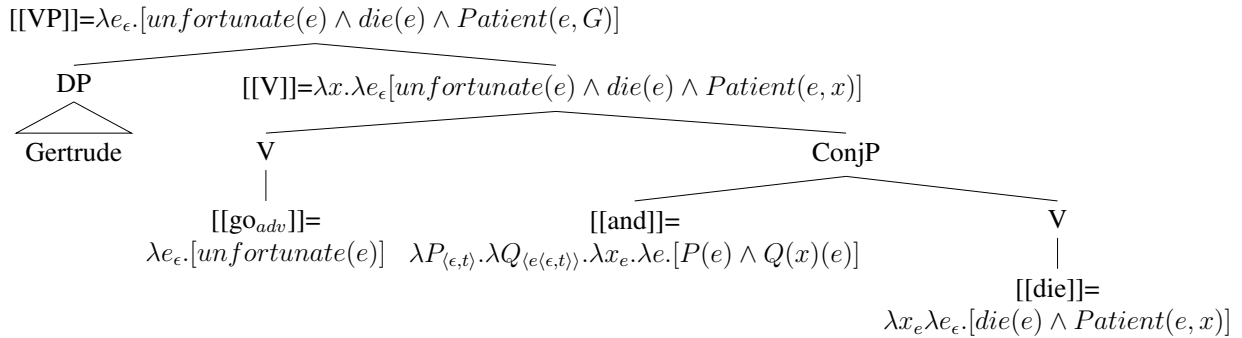 [[VP]]=λe_ϵ.[unfortunate(e) ∧ die(e) ∧ Patient(e, G)]
DP
[[V]]=λx.λe_ϵ[unfortunate(e) ∧ die(e) ∧ Patient(e, x)]
Gertrude
V
ConjP
[[go_adv]]=
λe_ϵ.[unfortunate(e)]
[[and]]=
λP_⟨ϵ,t⟩.λQ_⟨e⟨ϵ,t⟩⟩.λx_e.λe.[P(e) ∧ Q(x)(e)]
V
[[die]]=
λx_eλe_ϵ.[die(e) ∧ Patient(e, x)]